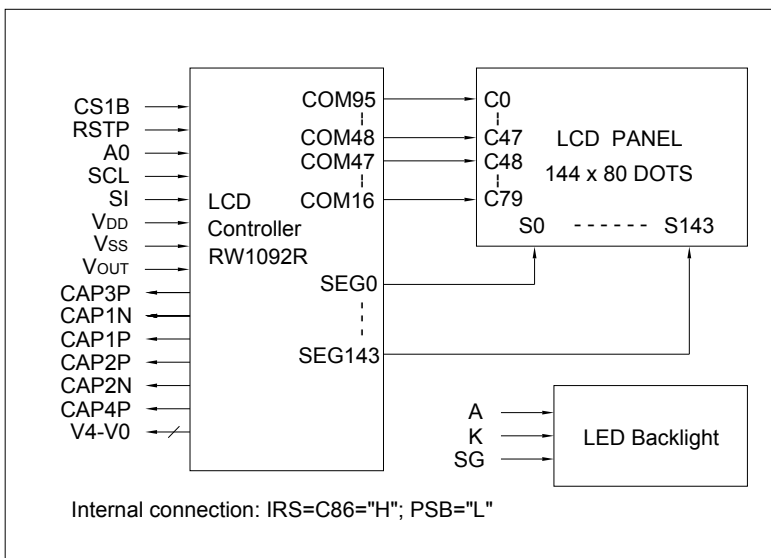 CS1B
RSTP
A0
SCL
SI
VDD
VSS
VOUT
CAP3P
CAP1N
CAP1P
CAP2P
CAP2N
CAP4P
V4-V0
LCD
Controller
RW1092R
COM95
COM48
COM47
COM16
SEG0
SEG143
C0
C47
C48
C79
LCD PANEL
144 x 80 DOTS
S0 ------ S143
A
K
SG
LED Backlight
Internal connection: IRS=C86="H"; PSB="L"